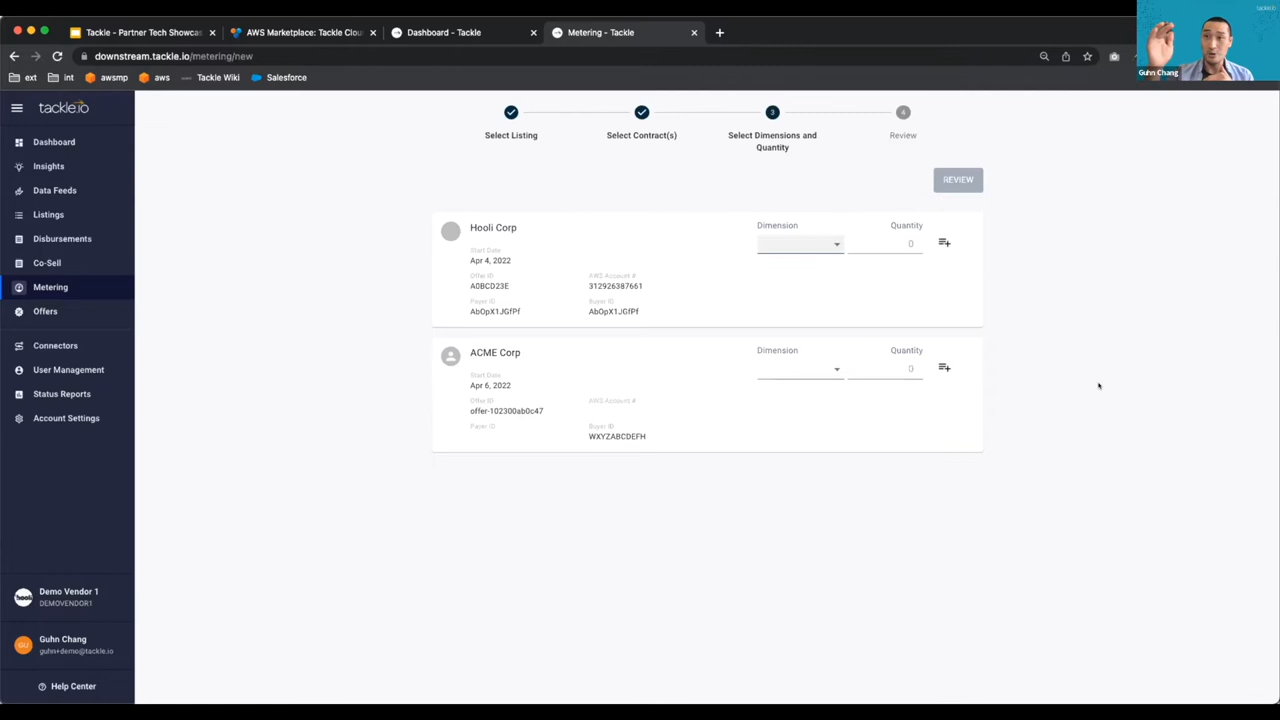 tackle.io
Tackle - Partner Tech Showcas
AWS Marketplace: Tackle Clou
Dashboard - Tackle
Metering - Tackle
downstream.tackle.io/metering/new
Guhn Chang
ext
int
awsmp
aws
Tackle Wiki
Salesforce
tackle.io
Dashboard
Insights
Data Feeds
Listings
Disbursements
Co-Sell
Metering
Offers
Connectors
User Management
Status Reports
Account Settings
Demo Vendor 1
DEMOVENDOR1
GU
Guhn Chang
guhn+demo@tackle.io
Help Center
3
4
Select Listing
Select Contract(s)
Select Dimensions and
Quantity
Review
REVIEW
Hooli Corp
Dimension
Quantity
0
Start Date
Apr 4, 2022
Offer ID
AWS Account #
A0BCD23E
312926387661
Payer ID
Buyer ID
AbOpX1JGfPf
AbOpX1JGfPf
ACME Corp
Dimension
Quantity
0
Start Date
Apr 6, 2022
Offer ID
AWS Account #
offer-102300ab0c47
Payer ID
Buyer ID
WXYZABCDEFH